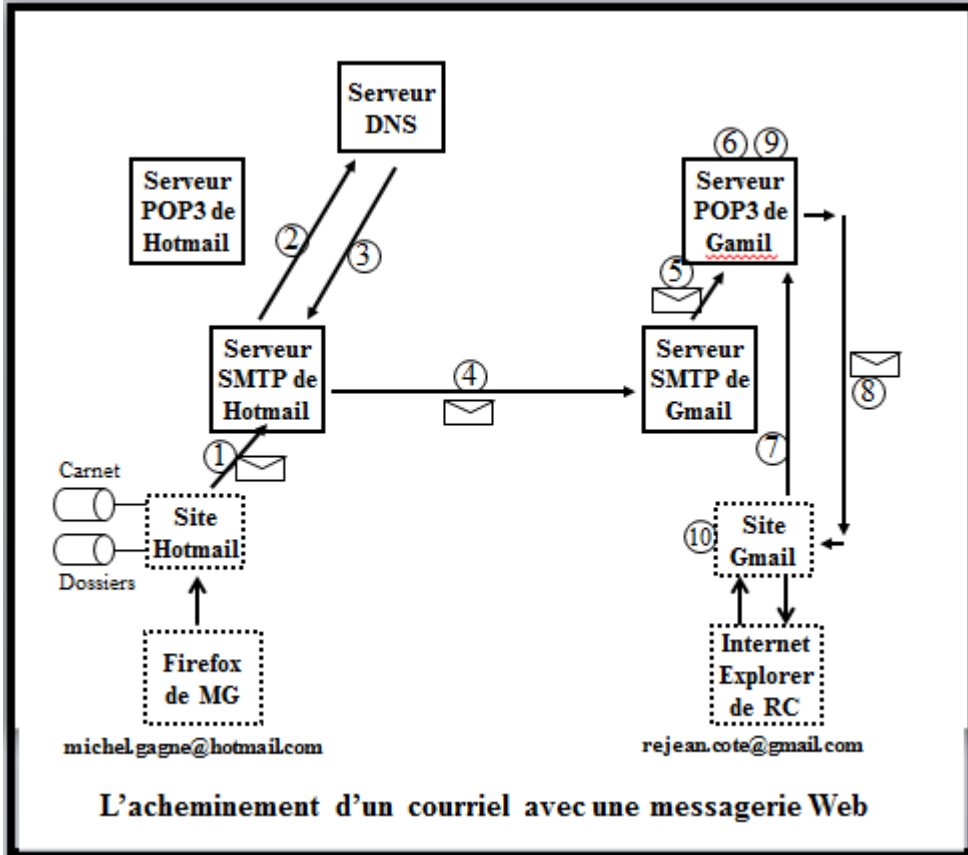 Serveur
DNS
6 9
Serveur
POP3 de
Hotmail
Serveur
POP3 de
Gamil
2
3
5
Serveur
SMTP de
Hotmail
4
Serveur
SMTP de
Gmail
8
1
7
Carnet
Site
Hotmail
Dossiers
10
Site
Gmail
Firefox
de MG
Internet
Explorer
de RC
michel.gagne@hotmail.com
rejean.cote@gmail.com
L'acheminement d'un courriel avec une messagerie Web